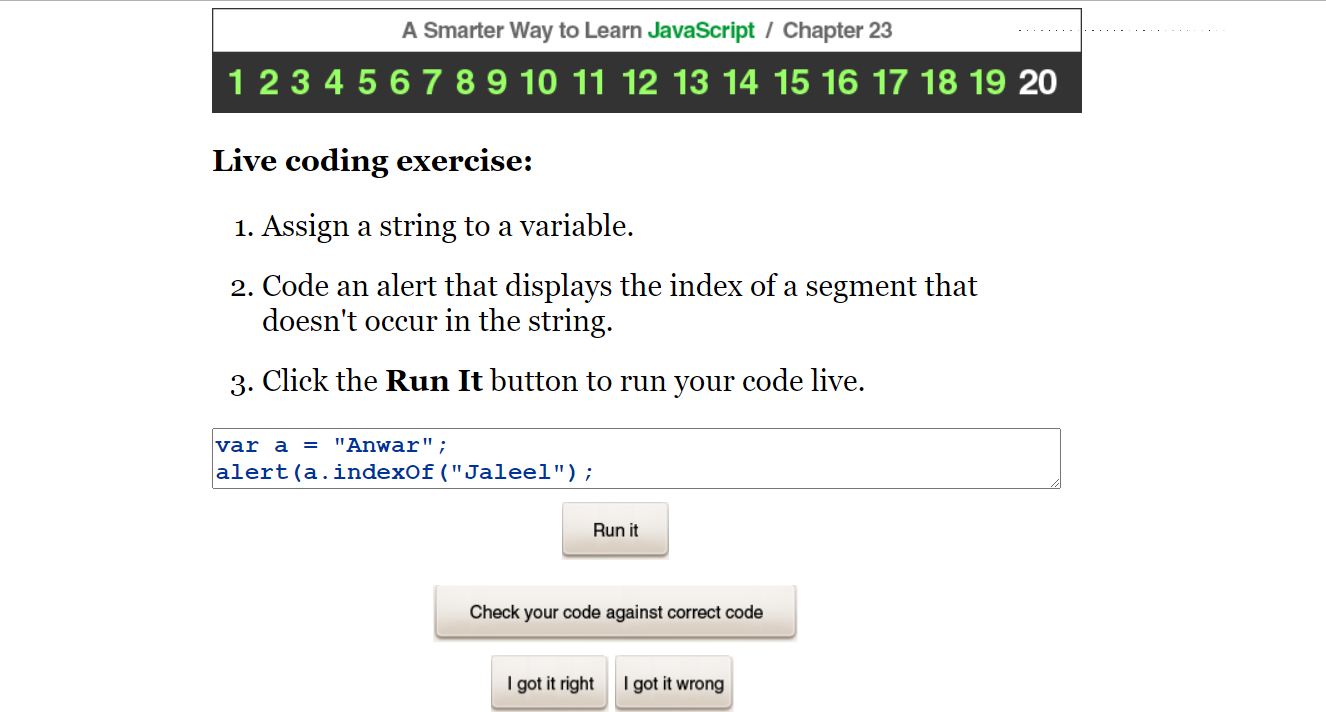 A Smarter Way to Learn JavaScript / Chapter 23
1 2 3 4 5 6 7 8 9 10 11 12 13 14 15 16 17 18 19 20
Live coding exercise:
1. Assign a string to a variable.
2. Code an alert that displays the index of a segment that
doesn't occur in the string.
3. Click the Run It button to run your code live.
var a = "Anwar";
alert(a.indexOf("Jaleel");
Run it
Check your code against correct code
I got it right I got it wrong